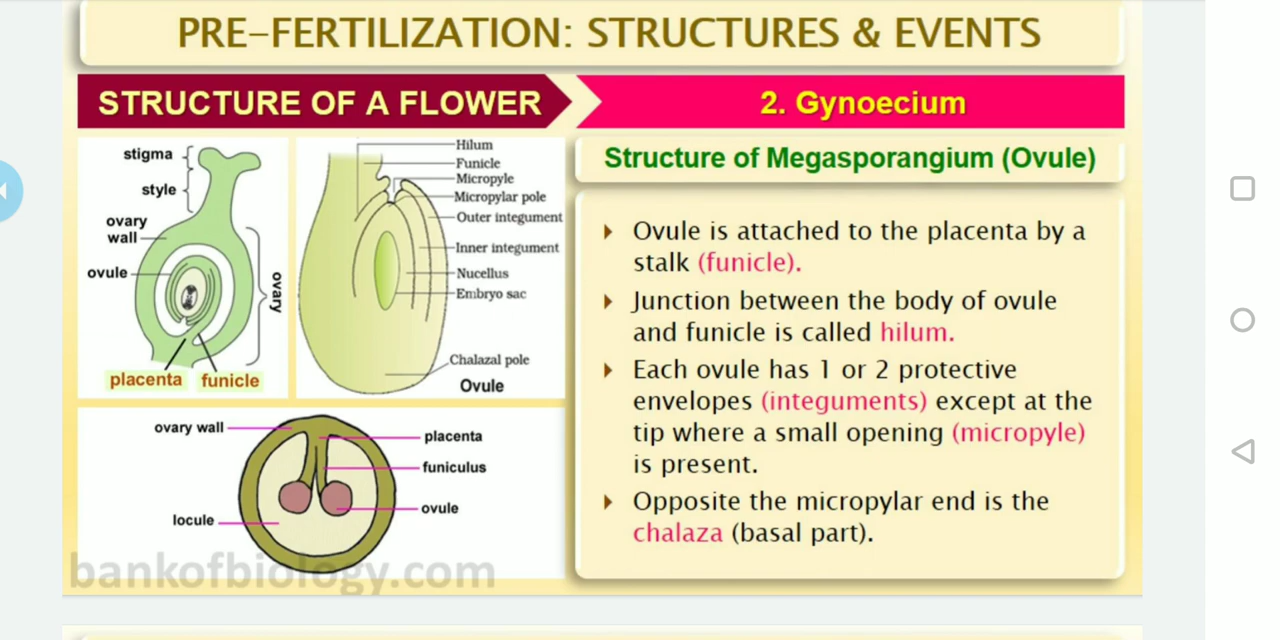 PRE-FERTILIZATION: STRUCTURES & EVENTS
STRUCTURE OF A FLOWER
2. Gynoecium
stigma
style
ovary
wall
ovule
ovary
placenta
funicle
Hilum
Funicle
Micropyle
Micropylar pole
Outer integument
Inner integument
Nucellus
Embryo sac
Chalazal pole
Ovule
ovary wall
placenta
funiculus
ovule
locule
bankofbiology.com
Structure of Megasporangium (Ovule)
Ovule is attached to the placenta by a
stalk (funicle).
Junction between the body of ovule
and funicle is called hilum.
Each ovule has 1 or 2 protective
envelopes (integuments) except at the
tip where a small opening (micropyle)
is present.
Opposite the micropylar end is the
chalaza (basal part).